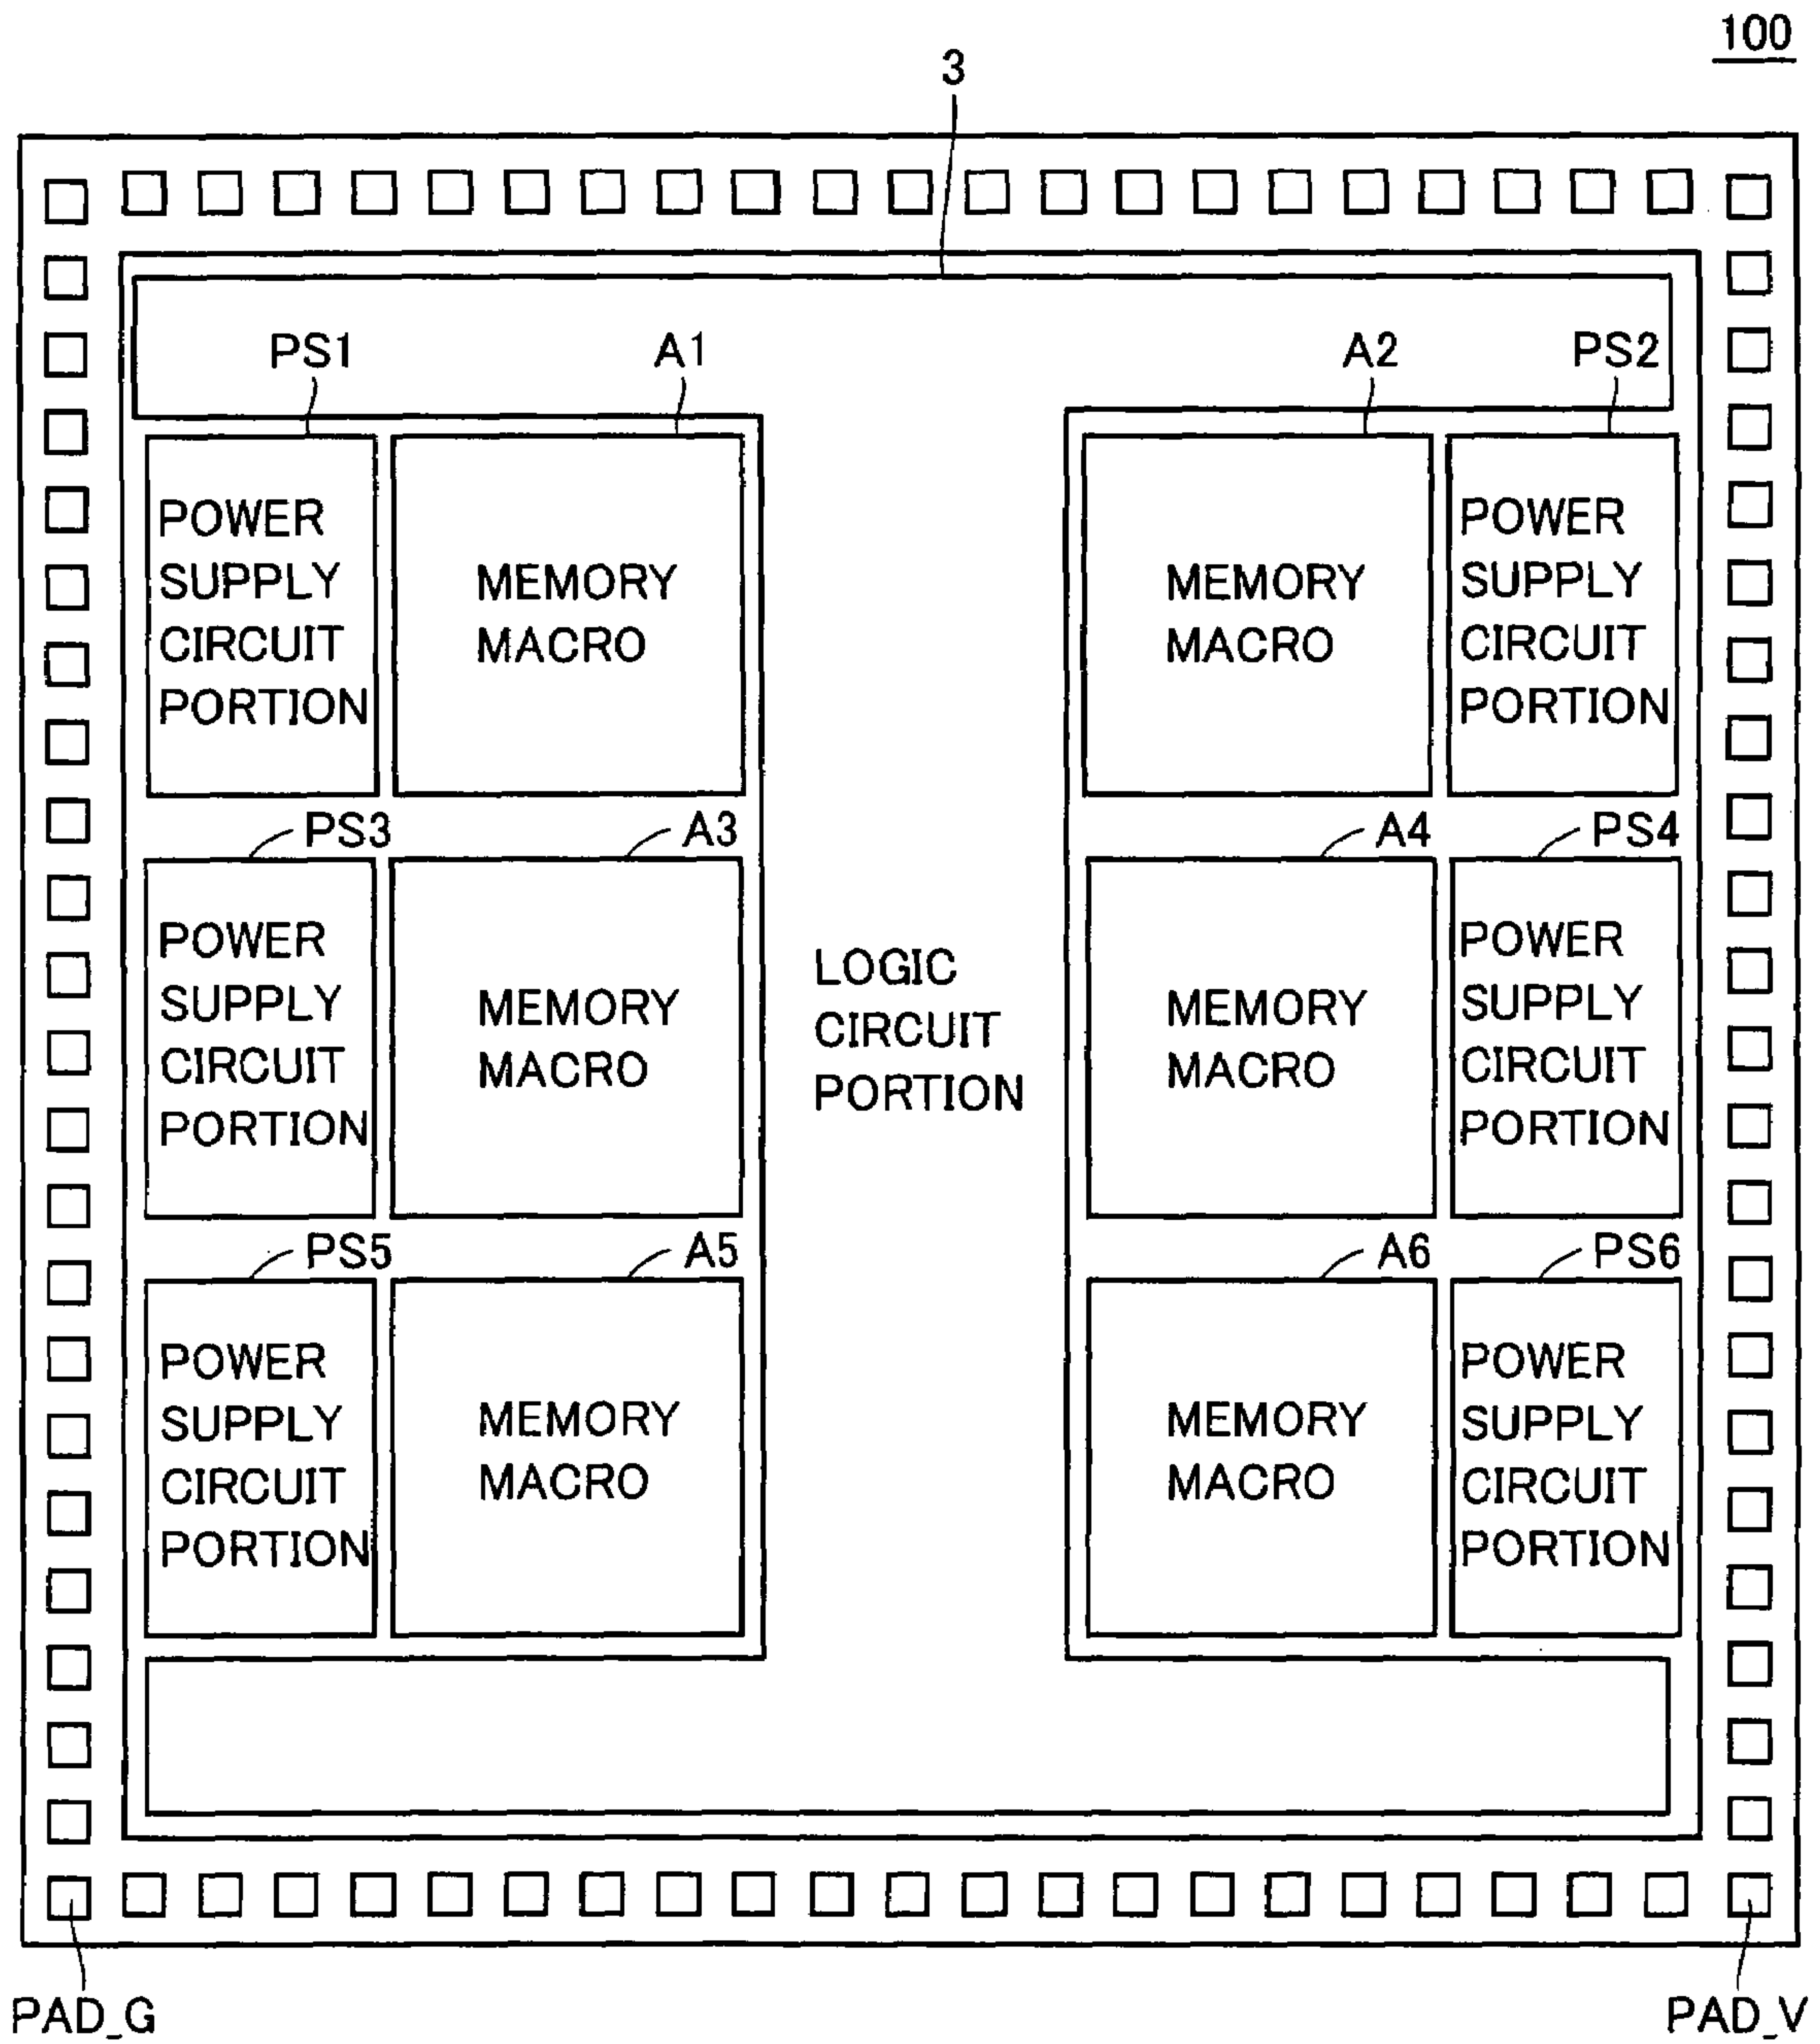 100
3
PS1
A1
A2
PS2
POWER
SUPPLY
CIRCUIT
PORTION
MEMORY
MACRO
MEMORY
MACRO
POWER
SUPPLY
CIRCUIT
PORTION
PS3
A3
A4
PS4
POWER
SUPPLY
CIRCUIT
PORTION
MEMORY
MACRO
LOGIC
CIRCUIT
PORTION
MEMORY
MACRO
POWER
SUPPLY
CIRCUIT
PORTION
PS5
A5
A6
PS6
POWER
SUPPLY
CIRCUIT
PORTION
MEMORY
MACRO
MEMORY
MACRO
POWER
SUPPLY
CIRCUIT
PORTION
PAD_G
PAD_V